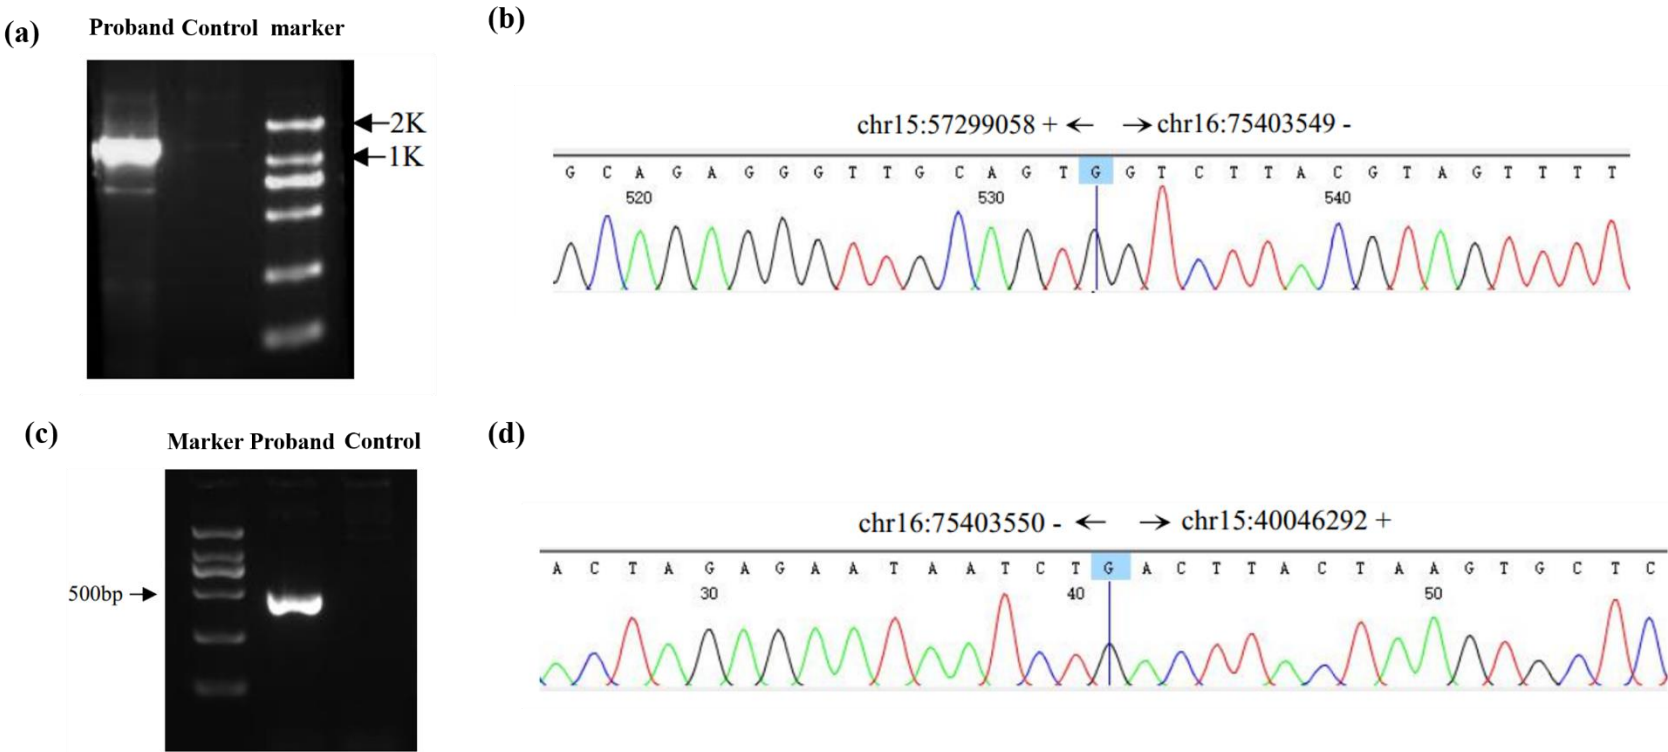 (a)
Proband Control marker
2K
1K
(b)
chr15:57299058 + ← → chr16:75403549 -
G C A G A G G G T T G C A G T G G T C T T A C G T A G T T T T
520 530 540
(c)
Marker Proband Control
500bp
(d)
chr16:75403550 - ← → chr15:40046292 +
A C T A G A G A A T A A T C T G A C T T A C T A A G T G C T C
30 40 50